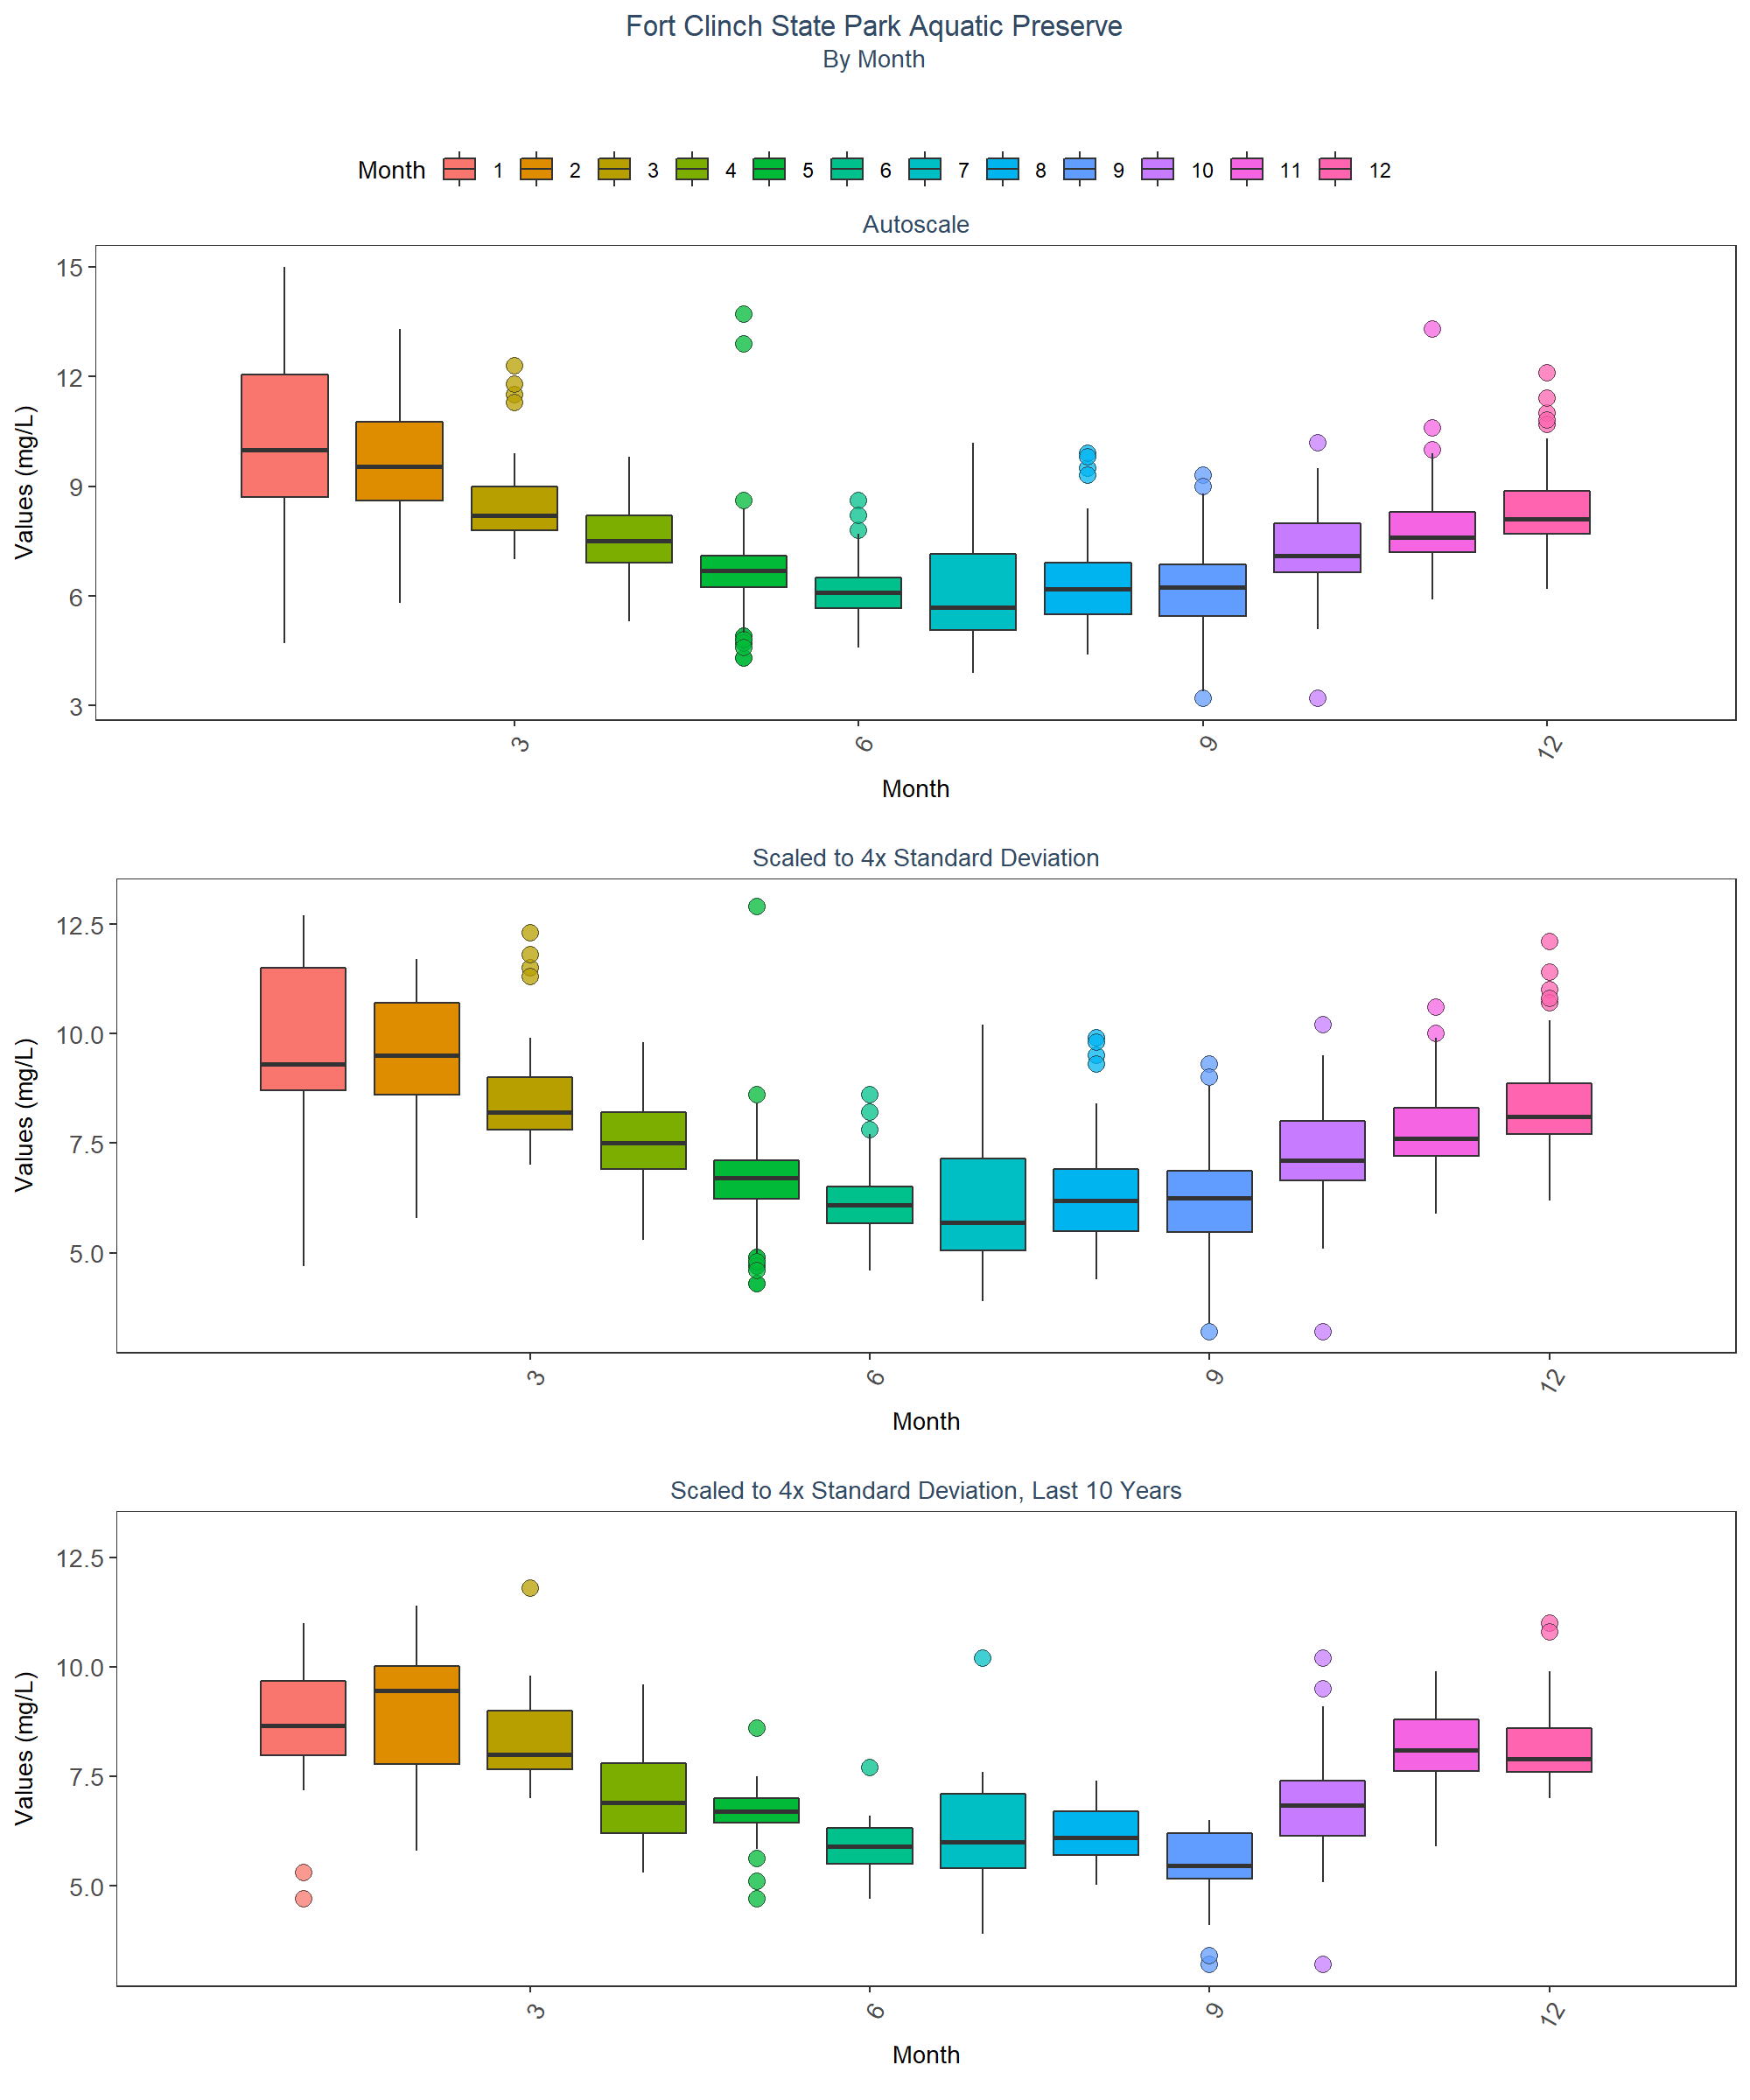 Fort Clinch State Park Aquatic Preserve
By Month
Month 1 2 3 4 5 6 7 8 9 10 11 12
Autoscale
Values (mg/L)
15
12
9
6
3
3 6 9 12
Month
Scaled to 4x Standard Deviation
Values (mg/L)
12.5
10.0
7.5
5.0
3 6 9 12
Month
Scaled to 4x Standard Deviation, Last 10 Years
Values (mg/L)
12.5
10.0
7.5
5.0
3 6 9 12
Month